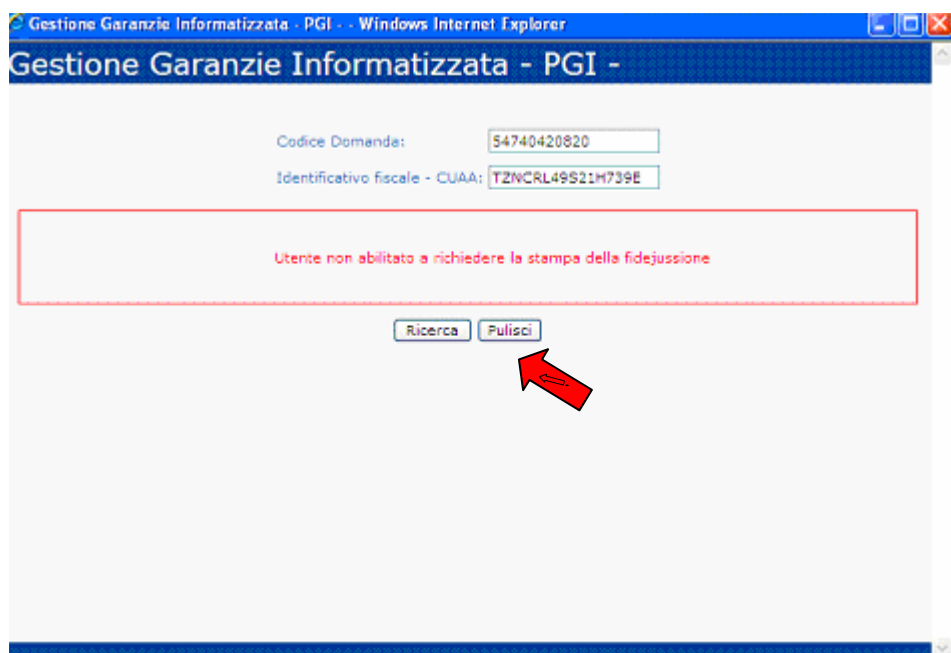 Gestione Garanzie Informatizzata - PGI - - Windows Internet Explorer
Gestione Garanzie Informatizzata - PGI -
Codice Domanda: 54740420820
Identificativo fiscale - CUAA: TZNCRL49S21H739E
Utente non abilitato a richiedere la stampa della fidejussione
Ricerca Pulisci